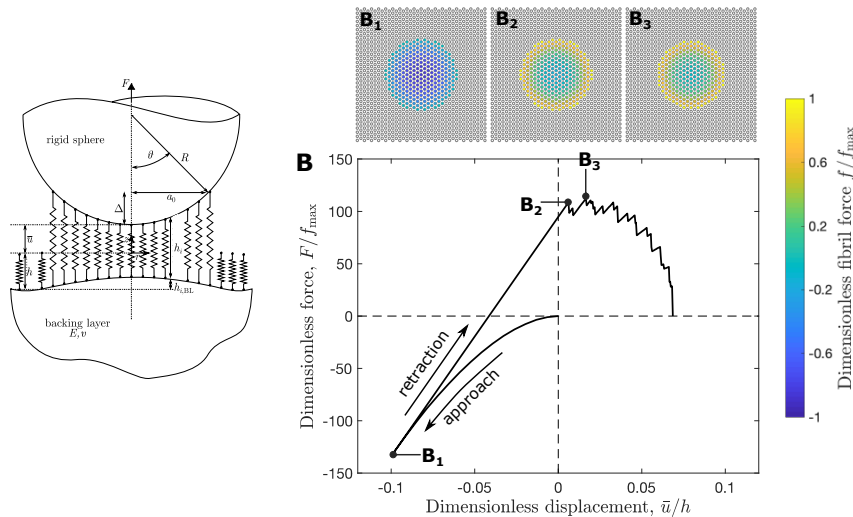 F
rigid sphere
θ
R
Δ
a₀
ū
h
r
hᵢ
hᵢ,BL
backing layer
E, ν
B₁
B₂
B₃
B
150
100
50
0
-50
-100
-150
-0.1
-0.05
0
0.05
0.1
Dimensionless force, F/f_max
Dimensionless displacement, ū/h
B₂
B₃
retraction
approach
B₁
1
0.6
0.2
-0.2
-0.6
-1
Dimensionless fibril force f/f_max